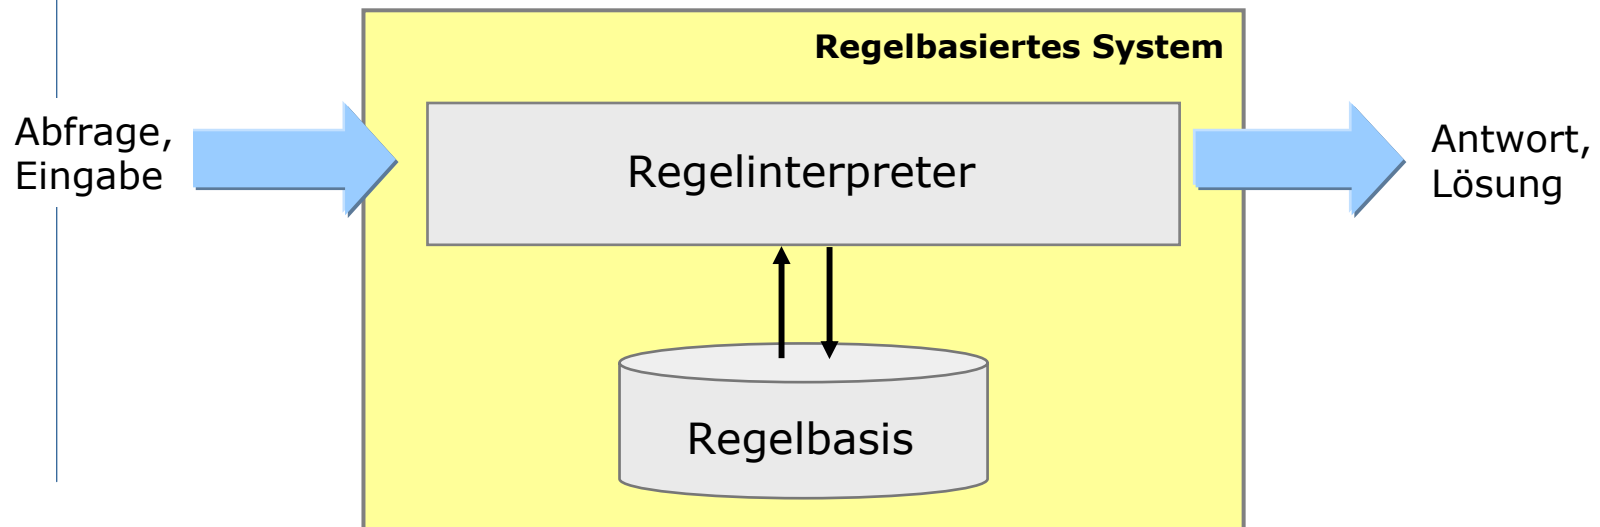 Regelbasiertes System
Abfrage,
Eingabe
Regelinterpreter
Antwort,
Lösung
Regelbasis